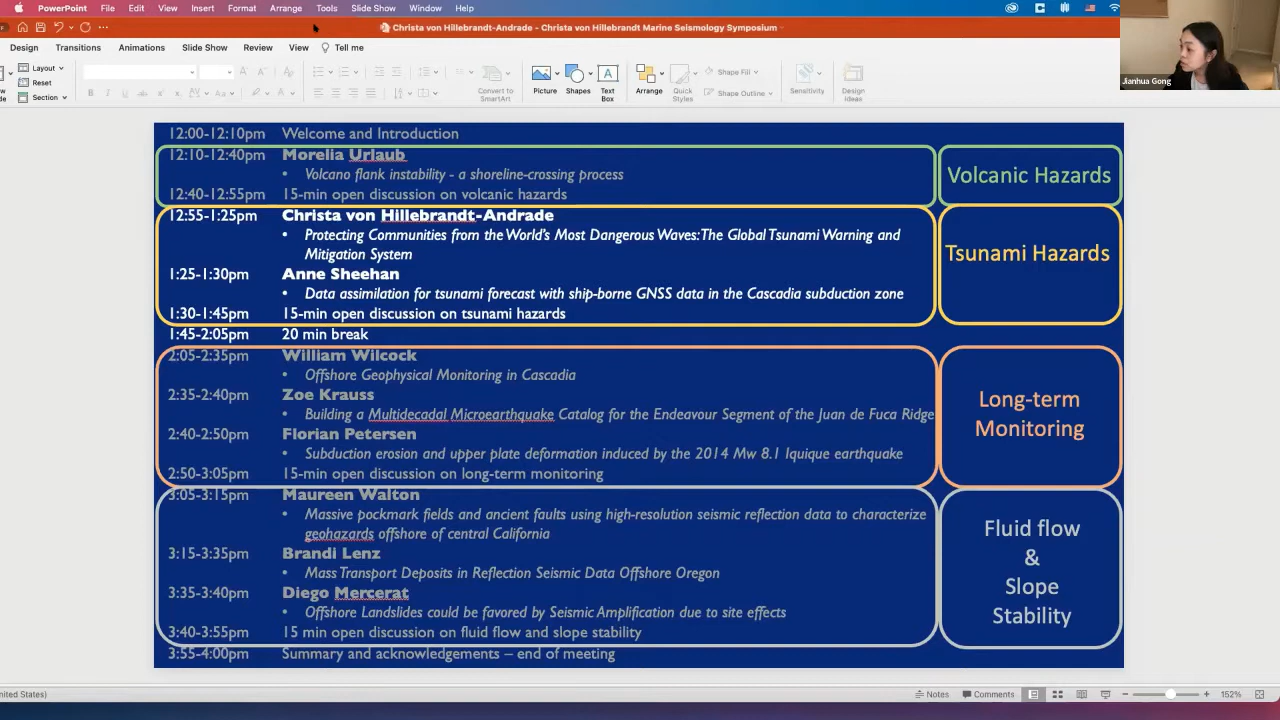 PowerPoint File Edit View Insert Format Arrange Tools Slide Show Window Help
Christa von Hillebrandt-Andrade - Christa von Hillebrandt Marine Seismology Symposium
Design Transitions Animations Slide Show Review View Tell me
Layout
Reset
Section
Convert to SmartArt
Picture
Shapes
Text Box
Arrange
Quick Styles
Shape Fill
Shape Outline
Sensitivity
Design Ideas
Jianhua Gong
12:00-12:10pm Welcome and Introduction
12:10-12:40pm Morelia Urlaub
• Volcano flank instability - a shoreline-crossing process
12:40-12:55pm 15-min open discussion on volcanic hazards
Volcanic Hazards
12:55-1:25pm Christa von Hillebrandt-Andrade
• Protecting Communities from the World's Most Dangerous Waves: The Global Tsunami Warning and
Mitigation System
1:25-1:30pm Anne Sheehan
• Data assimilation for tsunami forecast with ship-borne GNSS data in the Cascadia subduction zone
1:30-1:45pm 15-min open discussion on tsunami hazards
Tsunami Hazards
1:45-2:05pm 20 min break
2:05-2:35pm William Wilcock
• Offshore Geophysical Monitoring in Cascadia
2:35-2:40pm Zoe Krauss
• Building a Multidecadal Microearthquake Catalog for the Endeavour Segment of the Juan de Fuca Ridge
2:40-2:50pm Florian Petersen
• Subduction erosion and upper plate deformation induced by the 2014 Mw 8.1 Iquique earthquake
2:50-3:05pm 15-min open discussion on long-term monitoring
Long-term
Monitoring
3:05-3:15pm Maureen Walton
• Massive pockmark fields and ancient faults using high-resolution seismic reflection data to characterize
geohazards offshore of central California
3:15-3:35pm Brandi Lenz
• Mass Transport Deposits in Reflection Seismic Data Offshore Oregon
3:35-3:40pm Diego Mercerat
• Offshore Landslides could be favored by Seismic Amplification due to site effects
3:40-3:55pm 15 min open discussion on fluid flow and slope stability
Fluid flow
&
Slope
Stability
3:55-4:00pm Summary and acknowledgements – end of meeting
nited States)
Notes Comments 152%